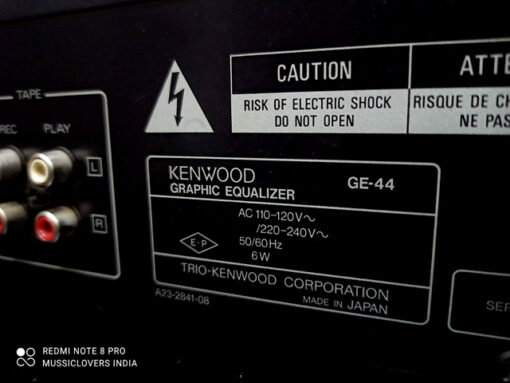 TAPE
REC PLAY
L
R
CAUTION
RISK OF ELECTRIC SHOCK
DO NOT OPEN
KENWOOD
GRAPHIC EQUALIZER GE-44
AC 110-120V~
/220-240V~
50/60Hz
6W
E·P
TRIO-KENWOOD CORPORATION
MADE IN JAPAN
A23-2841-08
RISQUE DE
NE PAS
REDMI NOTE 8 PRO
MUSSICLOVERS INDIA